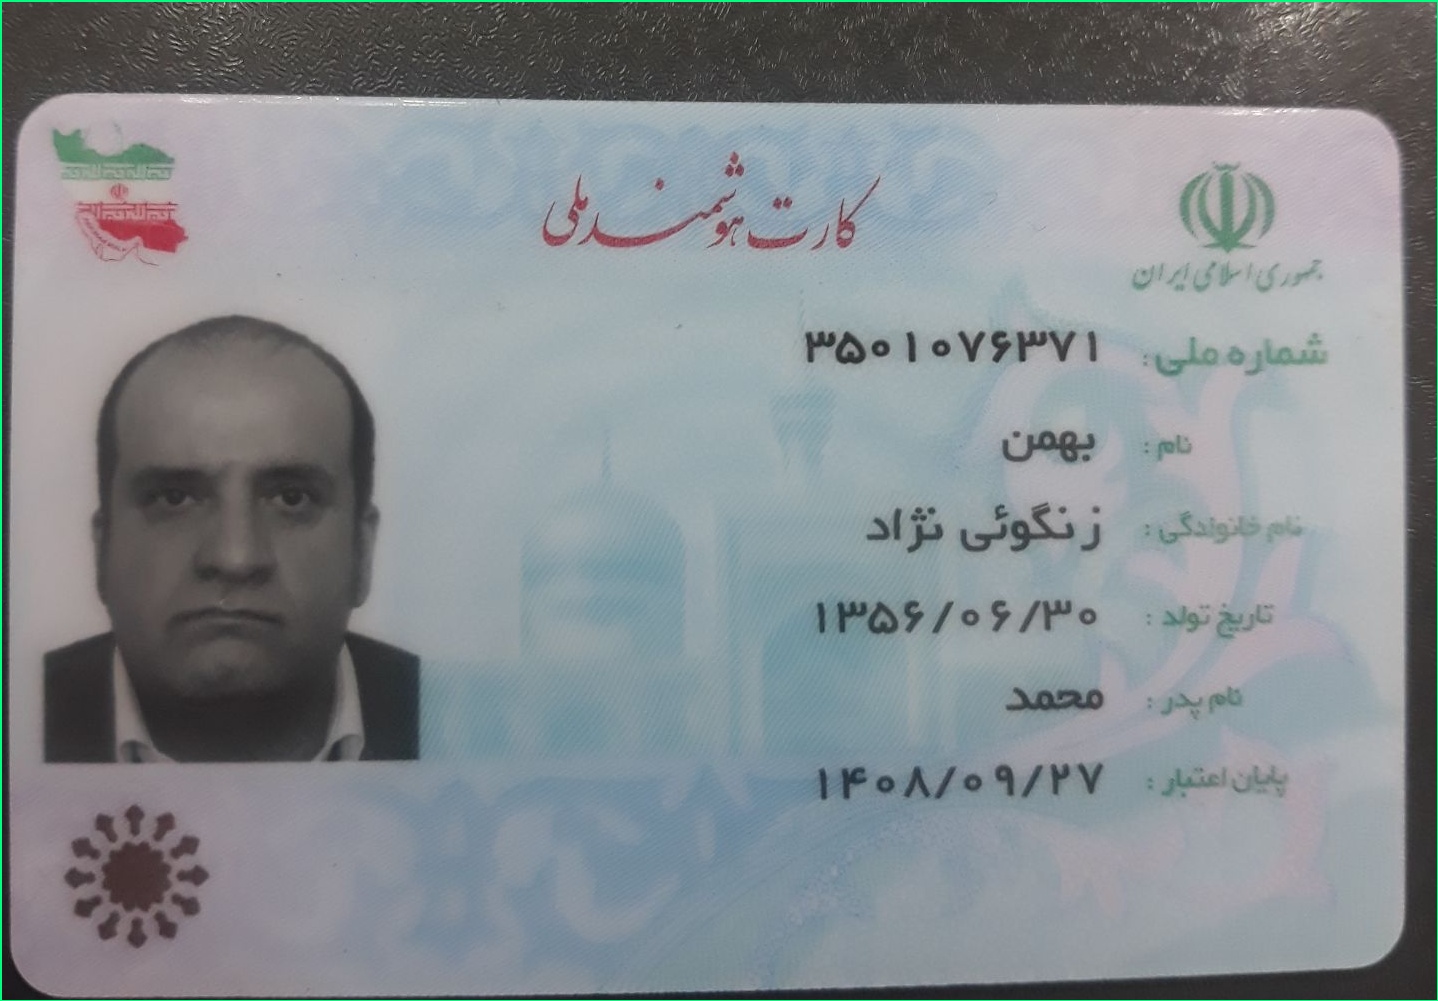 کارت هوشمند ملی
جمهوری اسلامی ایران
شماره ملی: ۳۵۰۱۰۷۶۳۷۱
نام: بهمن
نام خانوادگی: زنگوئی نژاد
تاریخ تولد: ۱۳۵۶/۰۶/۳۰
نام پدر: محمد
پایان اعتبار: ۱۴۰۸/۰۹/۲۷